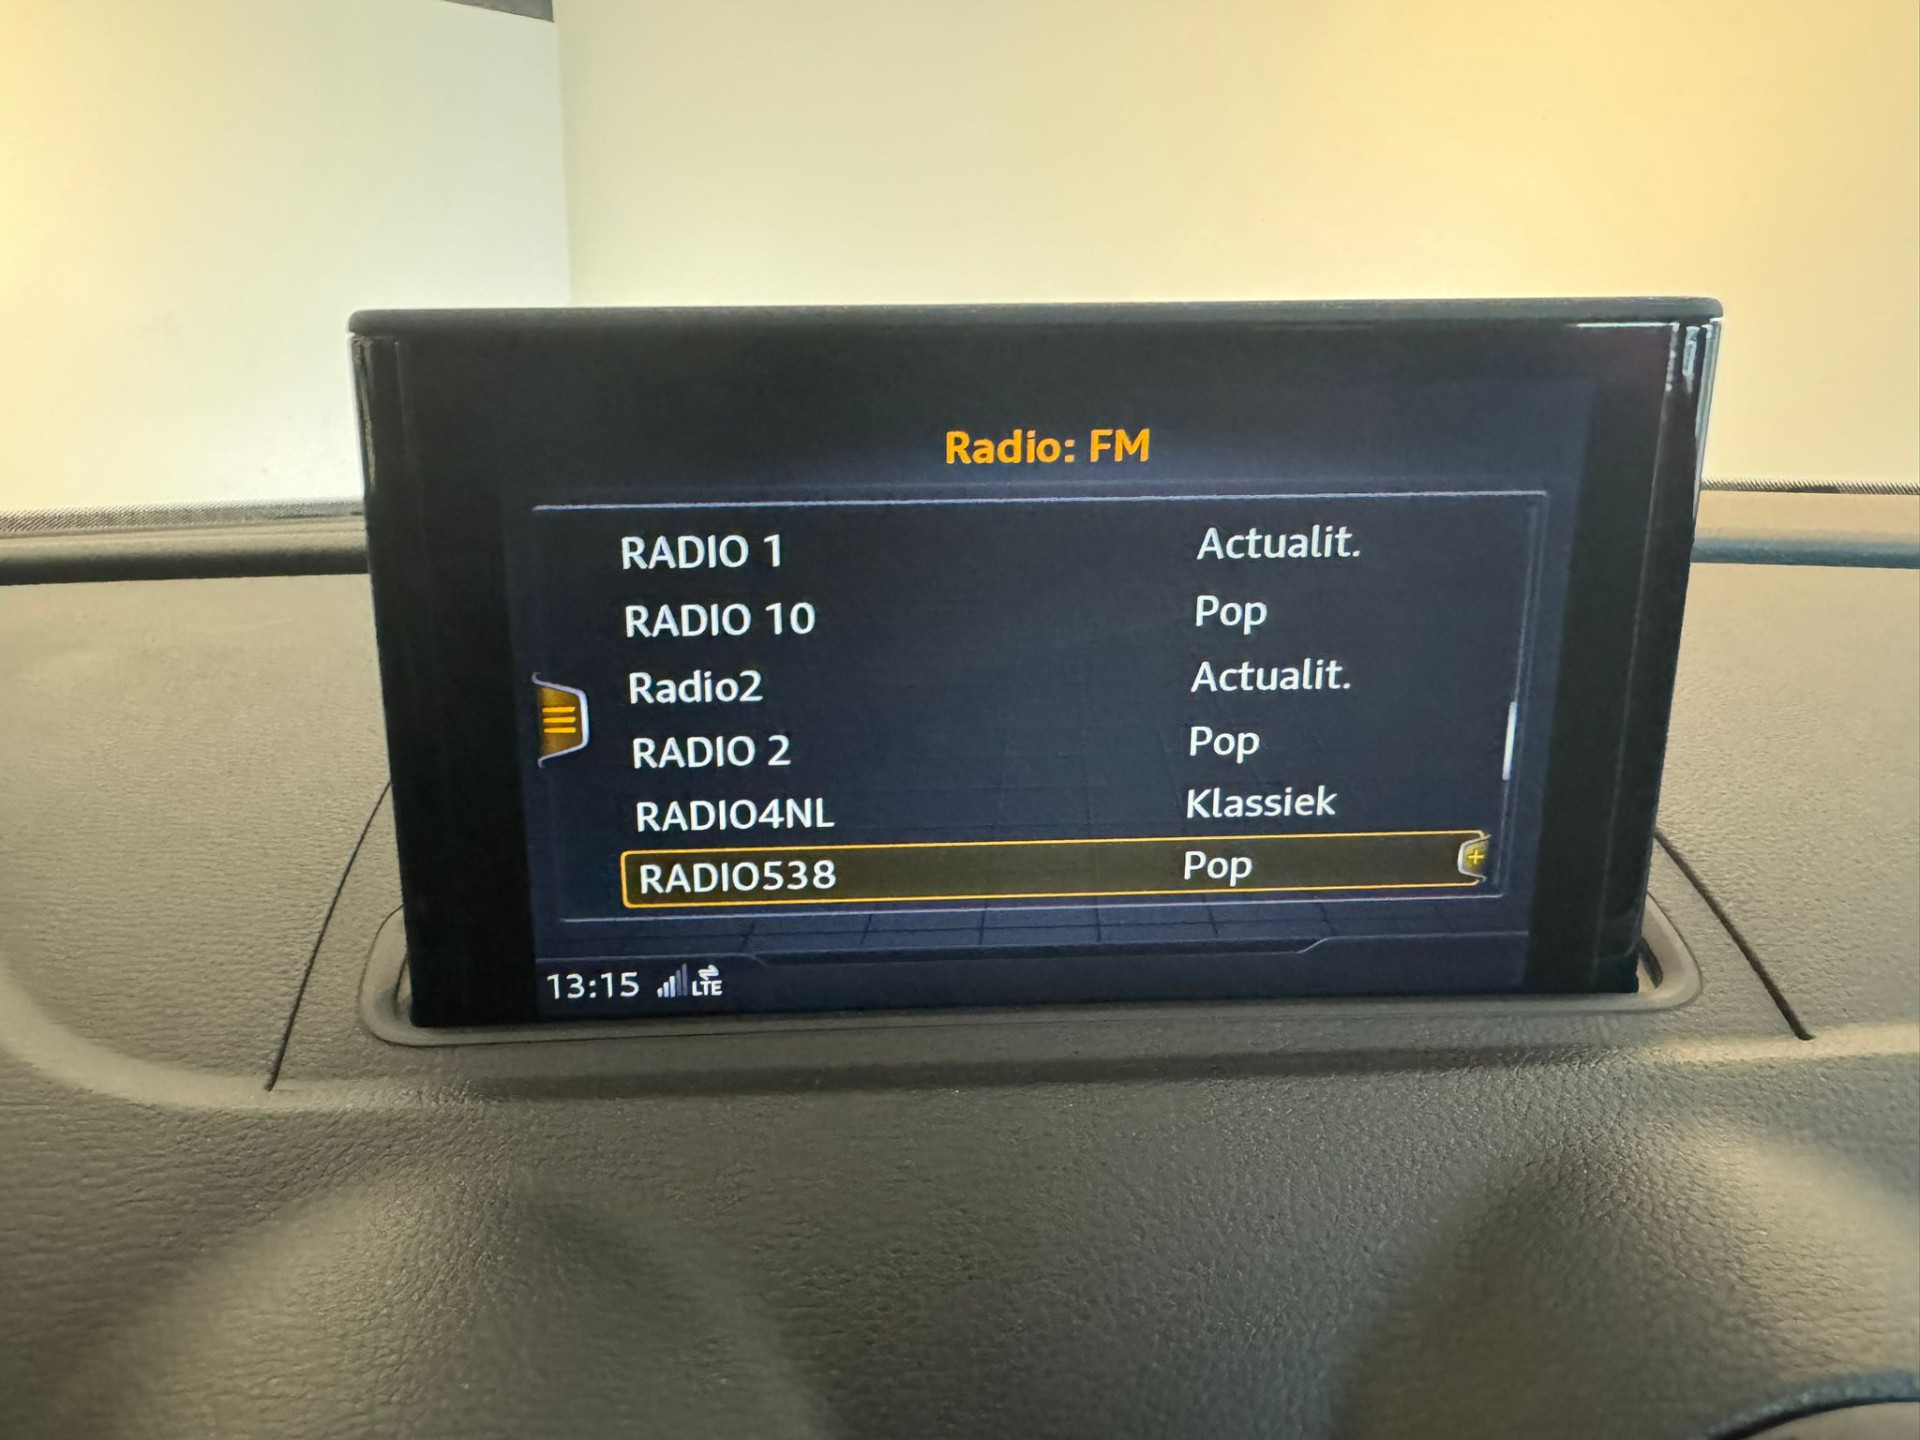 Radio: FM
RADIO 1 Actualit.
RADIO 10 Pop
Radio2 Actualit.
RADIO 2 Pop
RADIO4NL Klassiek
RADIO538 Pop
13:15 LTE